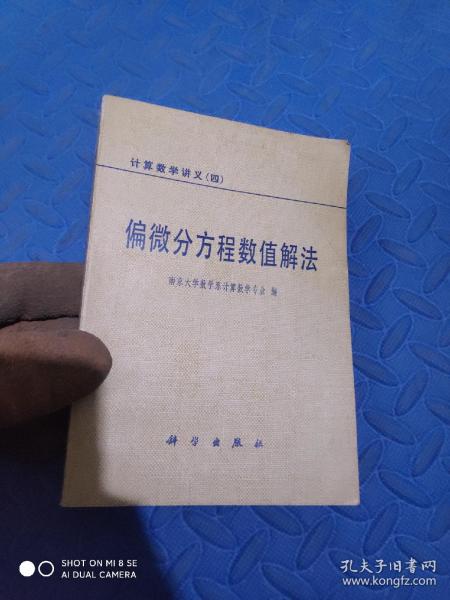 计算数学讲义(四)
偏微分方程数值解法
南京大学数学系计算数学专业 编
科学出版社
SHOT ON MI 8 SE
AI DUAL CAMERA
孔夫子旧书网
www.kongfz.com